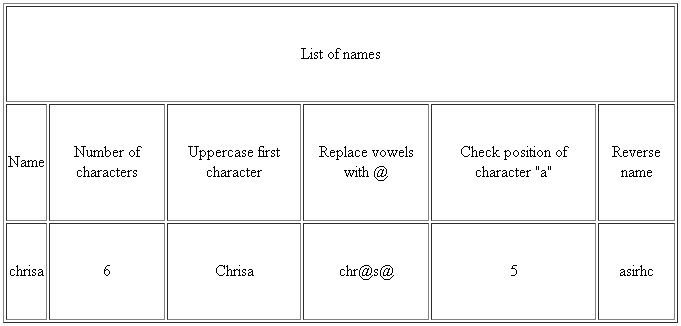 List of names
Name
Number of
characters
Uppercase first
character
Replace vowels
with @
Check position of
character "a"
Reverse
name
chrisa
6
Chrisa
chr@s@
5
asirhc